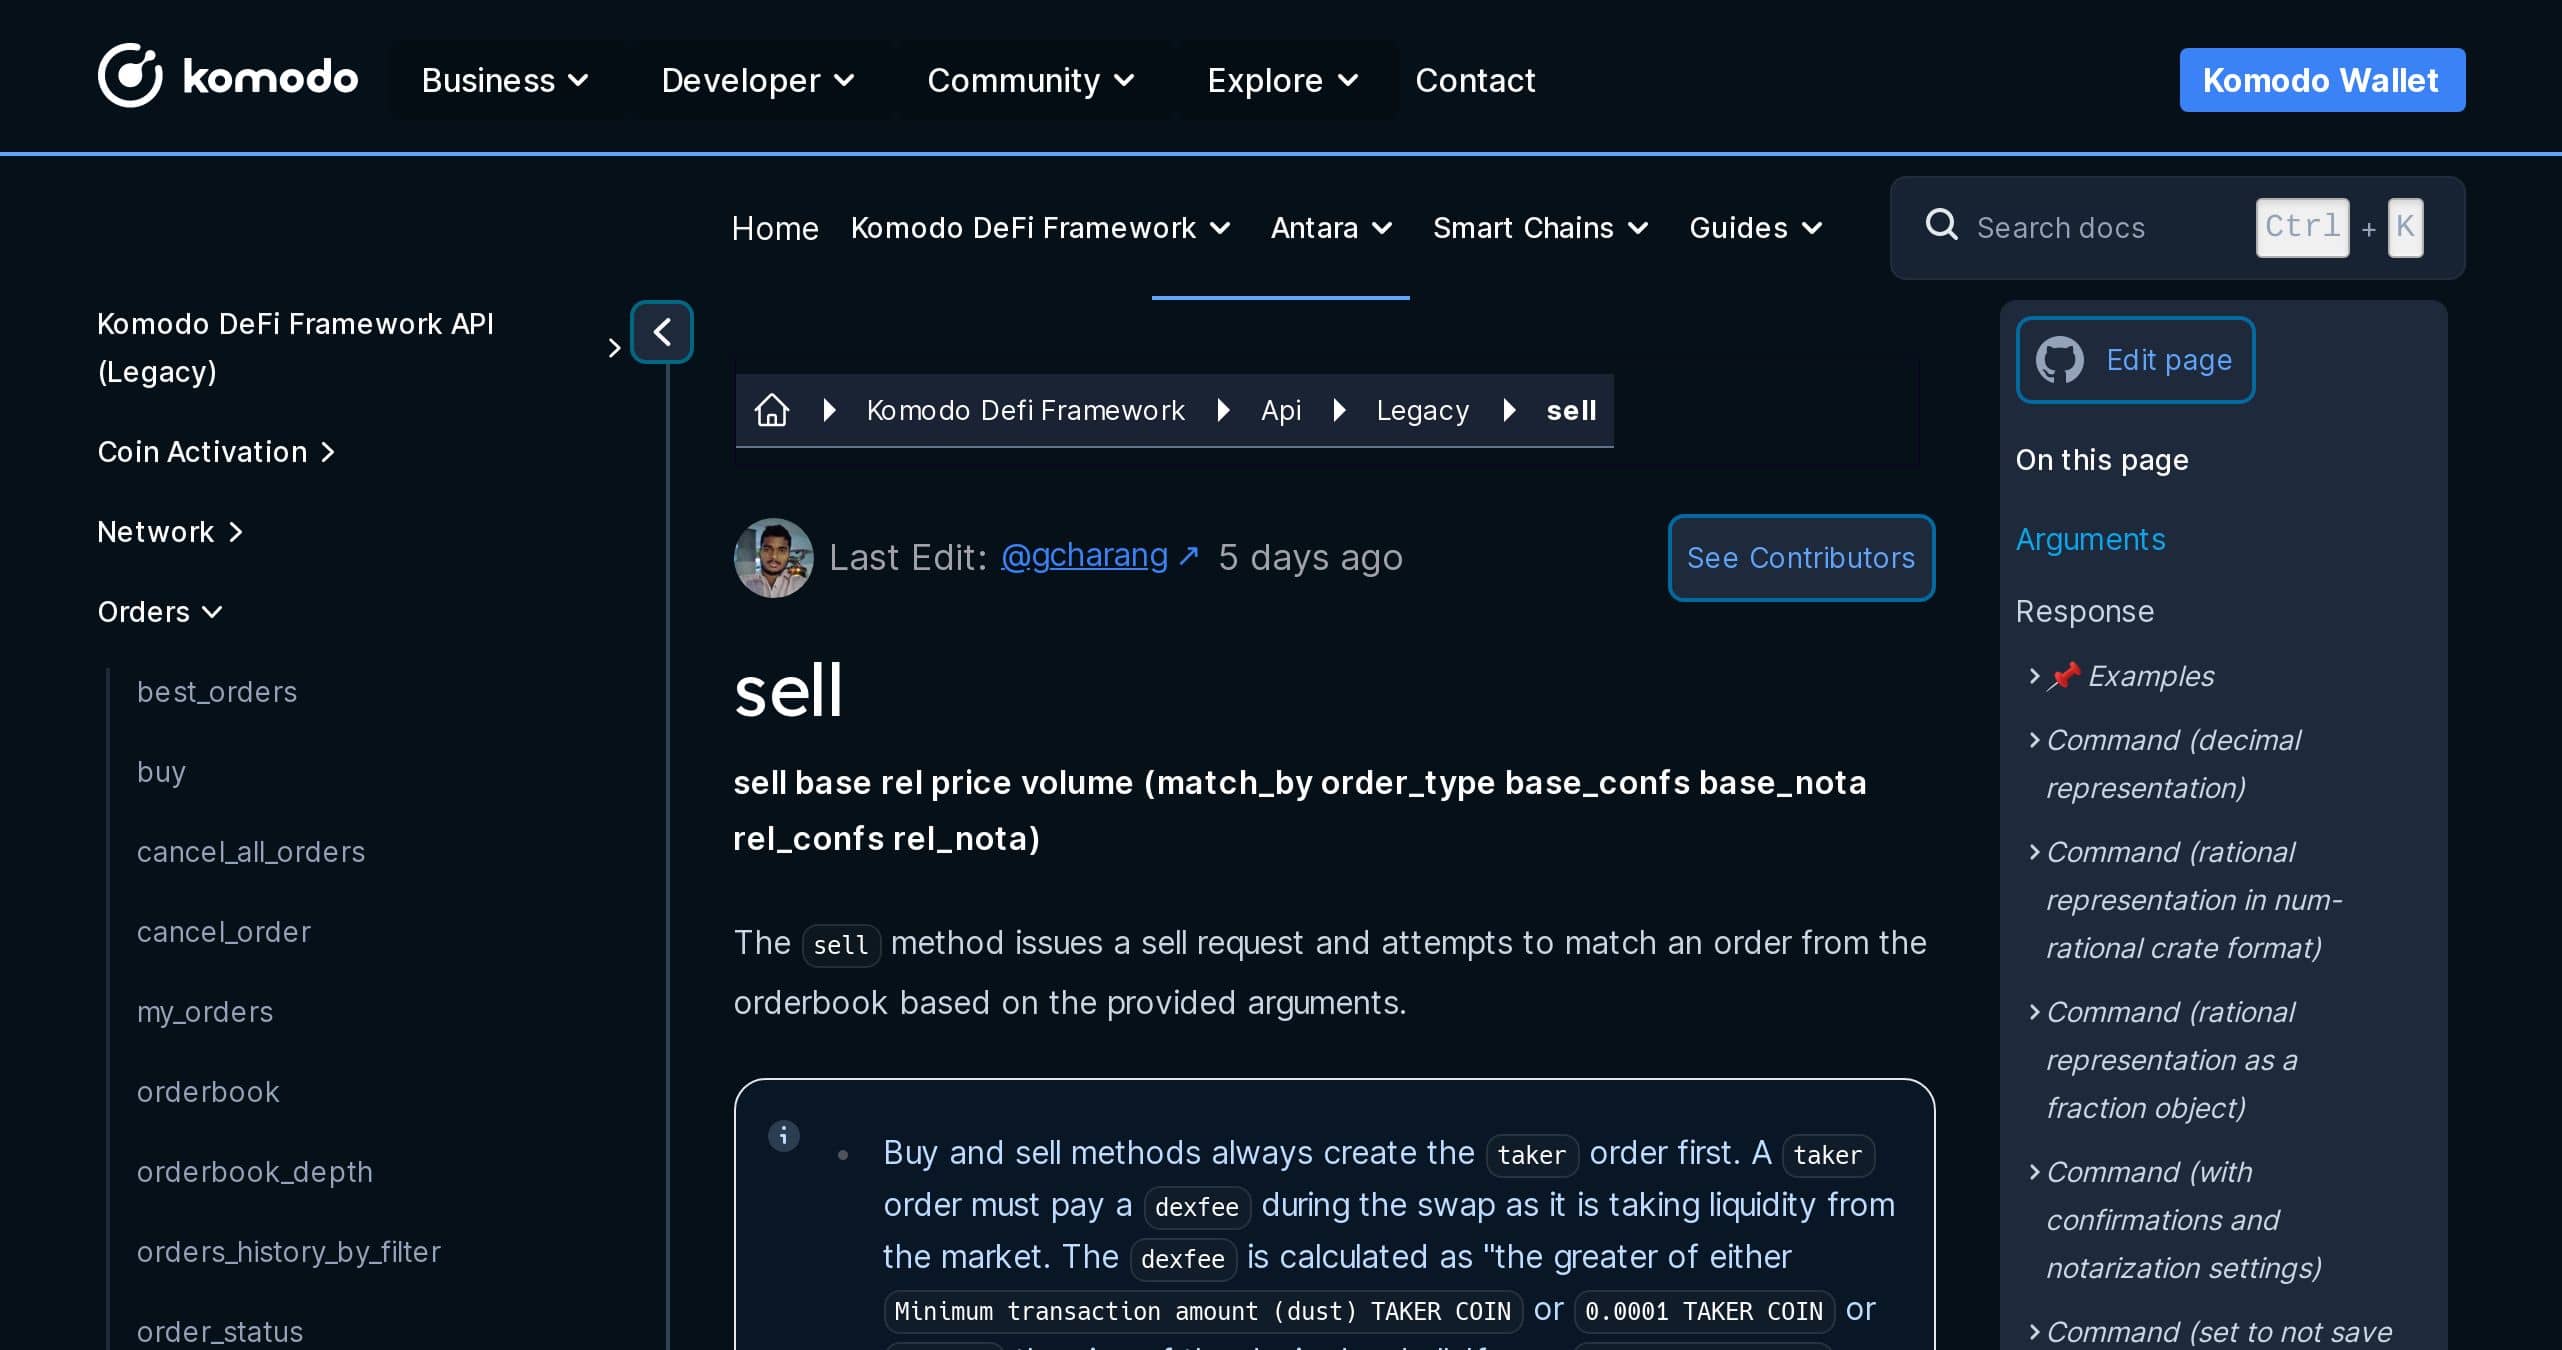 komodo
Business
Developer
Community
Explore
Contact
Komodo Wallet
Home
Komodo DeFi Framework
Antara
Smart Chains
Guides
Search docs
Ctrl + K
Komodo DeFi Framework API
(Legacy)
Coin Activation
Network
Orders
best_orders
buy
cancel_all_orders
cancel_order
my_orders
orderbook
orderbook_depth
orders_history_by_filter
order_status
Komodo Defi Framework
Api
Legacy
sell
Last Edit: @gcharang ↗ 5 days ago
See Contributors
sell
sell base rel price volume (match_by order_type base_confs base_nota
rel_confs rel_nota)
The sell method issues a sell request and attempts to match an order from the
orderbook based on the provided arguments.
Buy and sell methods always create the taker order first. A taker
order must pay a dexfee during the swap as it is taking liquidity from
the market. The dexfee is calculated as "the greater of either
Minimum transaction amount (dust) TAKER COIN or 0.0001 TAKER COIN or
Edit page
On this page
Arguments
Response
📌 Examples
Command (decimal
representation)
Command (rational
representation in num-
rational crate format)
Command (rational
representation as a
fraction object)
Command (with
confirmations and
notarization settings)
Command (set to not save